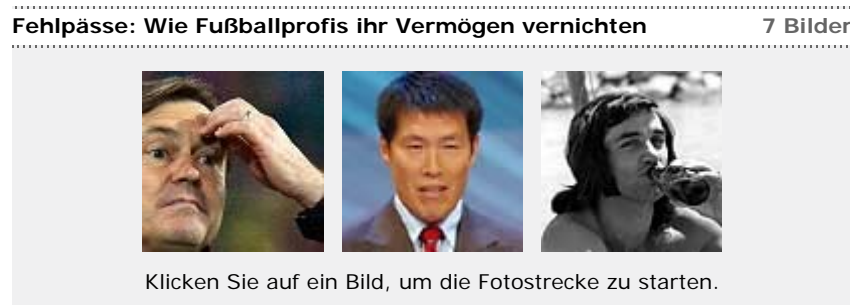 Fehlpässe: Wie Fußballprofis ihr Vermögen vernichten 7 Bilder
Klicken Sie auf ein Bild, um die Fotostrecke zu starten.